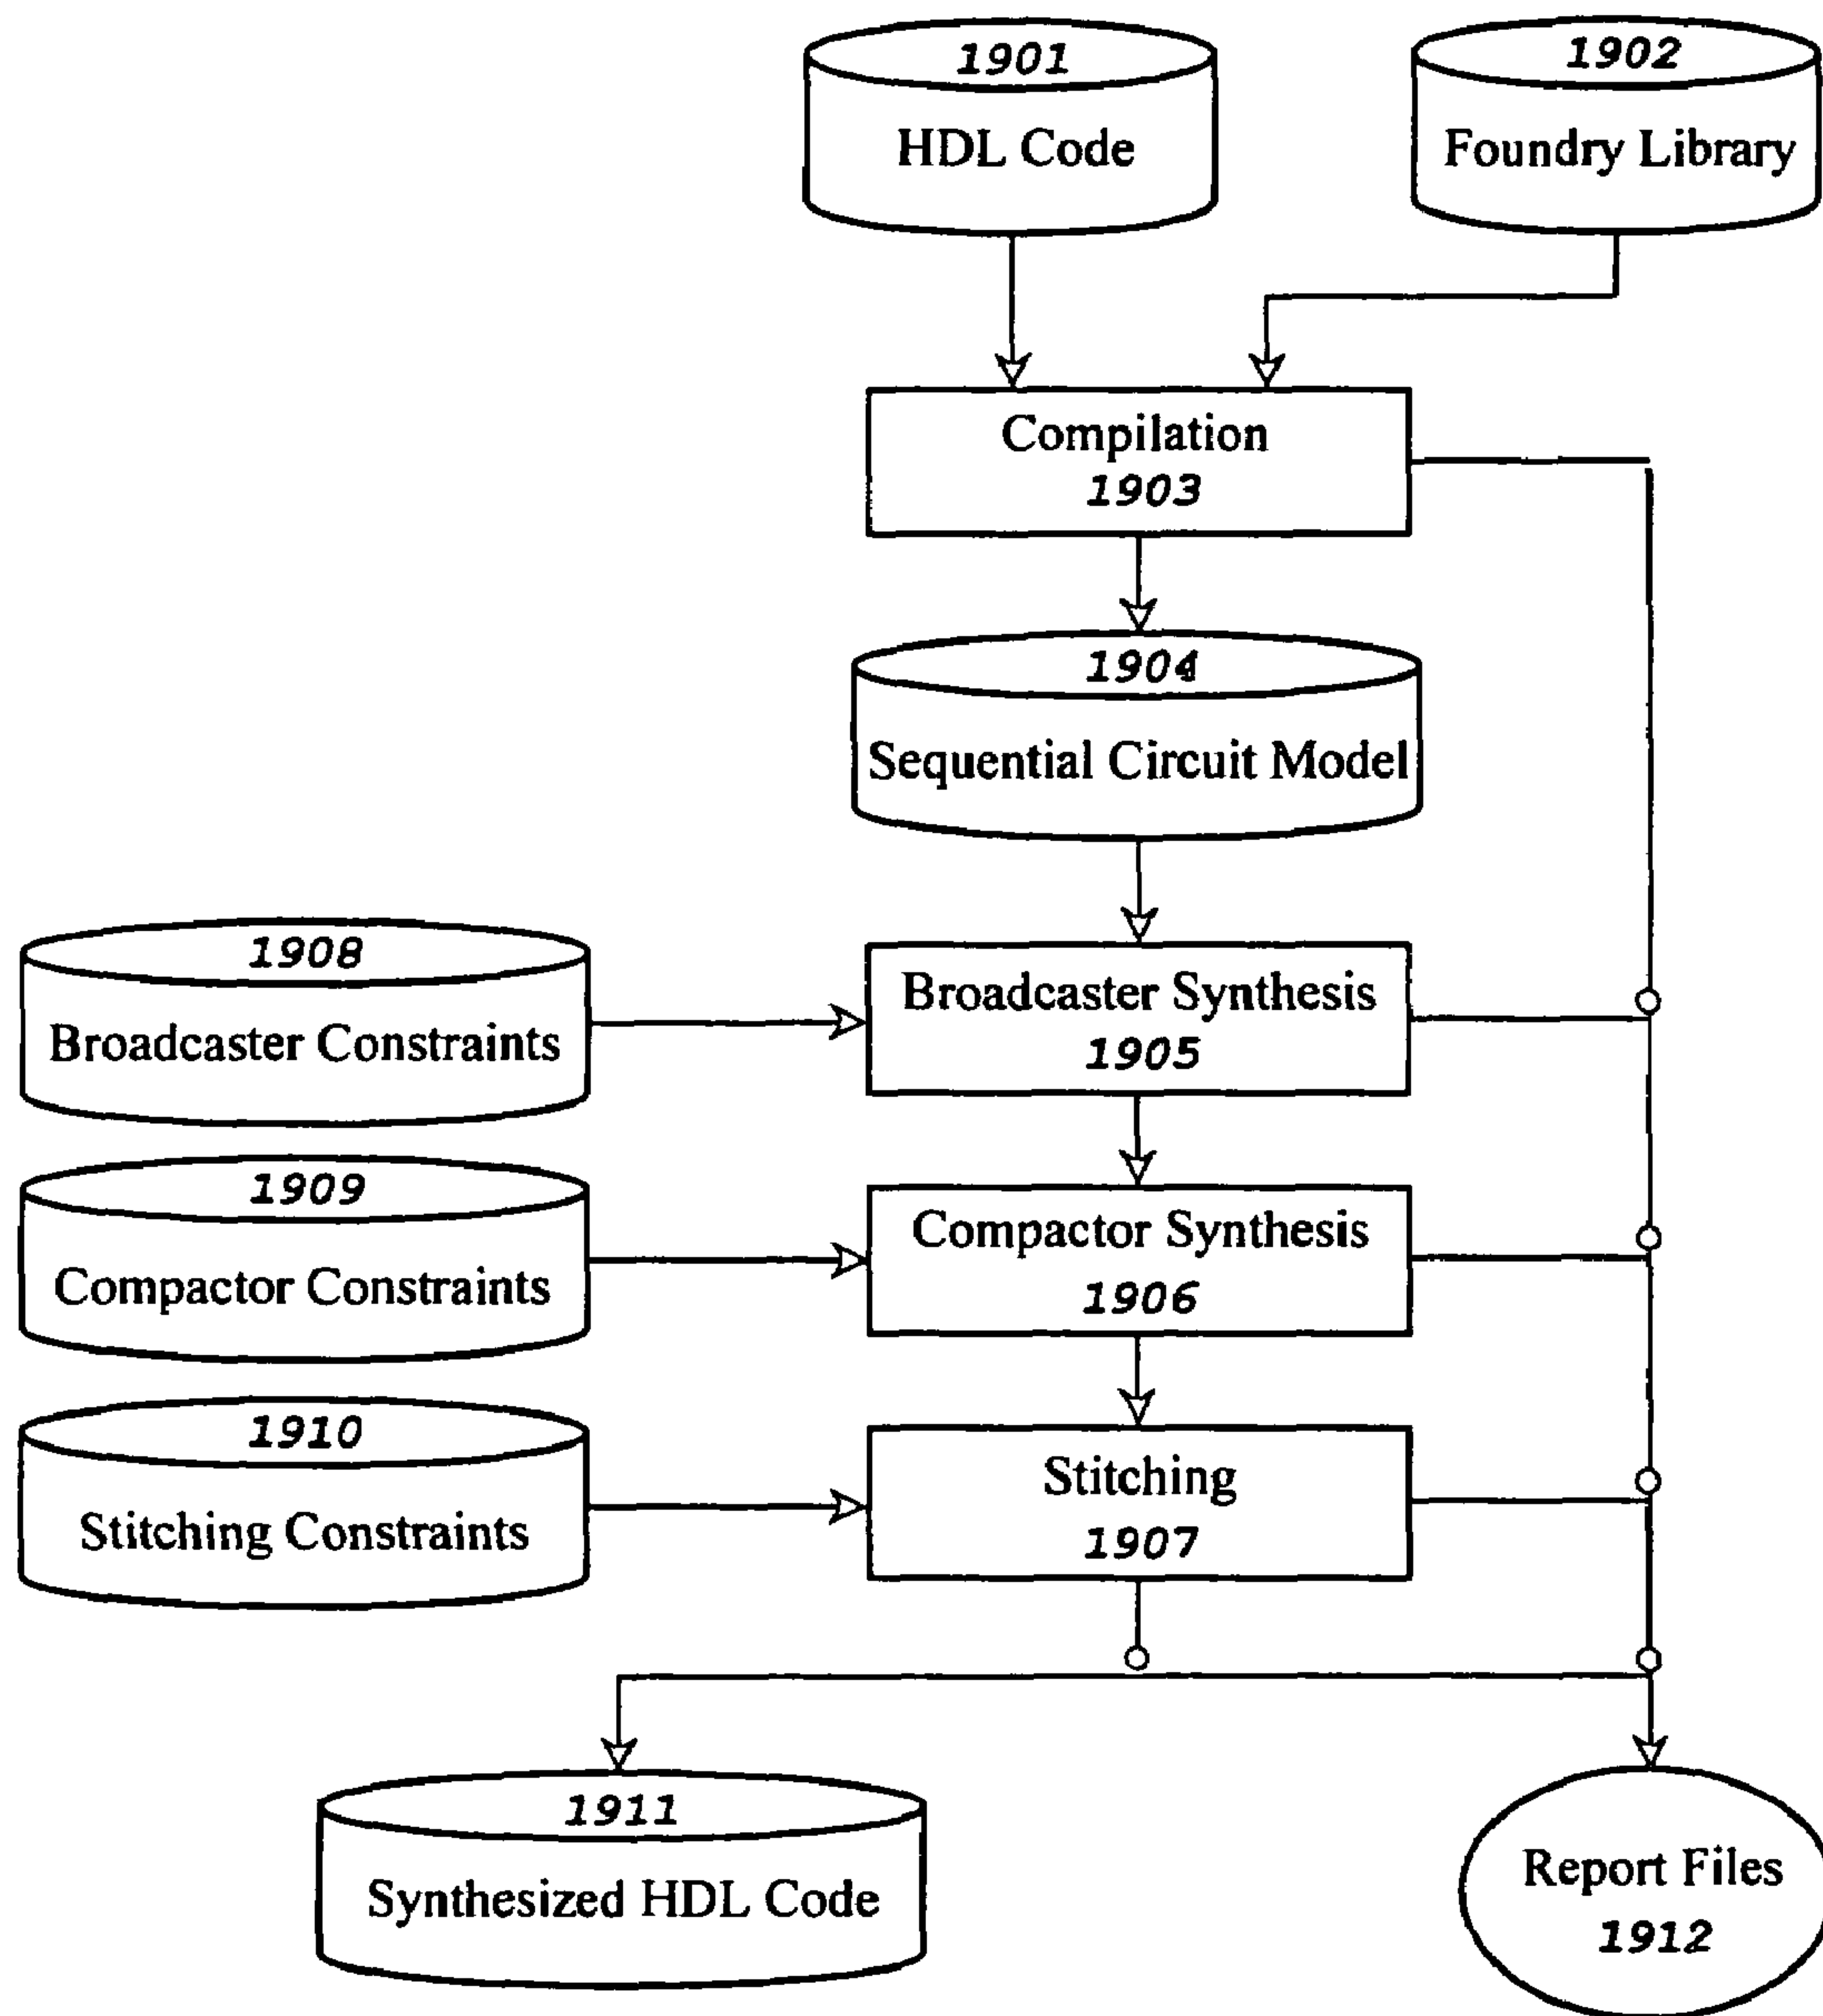 1901
HDL Code
1902
Foundry Library
Compilation
1903
1904
Sequential Circuit Model
1908
Broadcaster Constraints
Broadcaster Synthesis
1905
1909
Compactor Constraints
Compactor Synthesis
1906
1910
Stitching Constraints
Stitching
1907
1911
Synthesized HDL Code
Report Files
1912